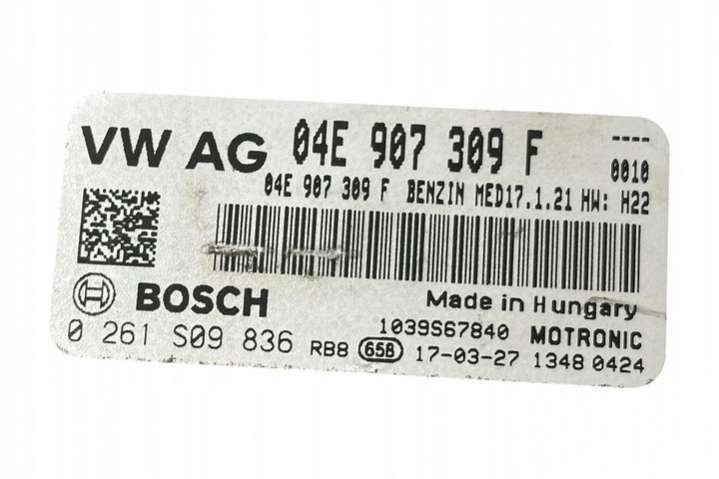 VW AG 04E 907 309 F ----
0010
04E 907 309 F BENZIN MED17.1.21 HW: H22
BOSCH Made in Hungary
1039S67840 MOTRONIC
0 261 S09 836 RB8 65B 17-03-27 1348 0424